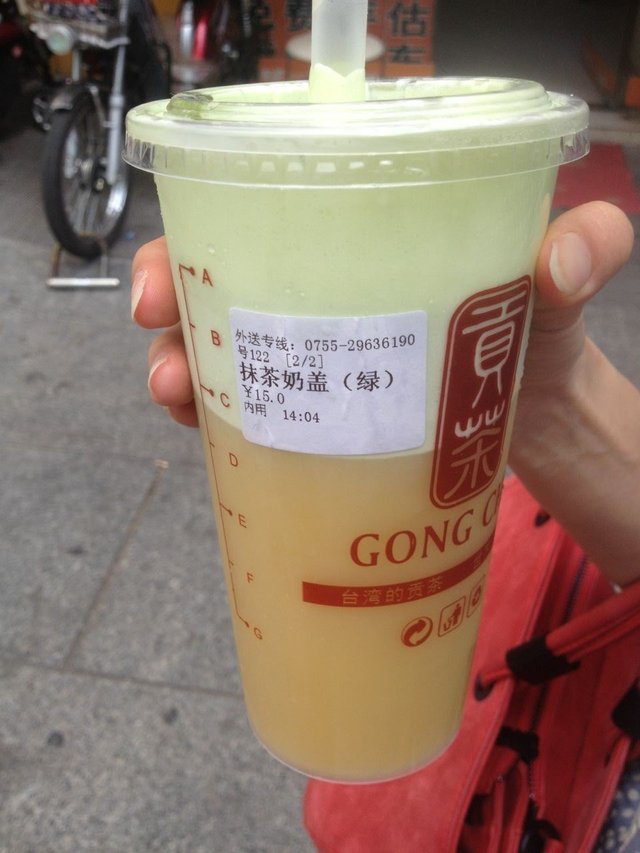 估
外送专线: 0755-29636190
号122 [2/2]
抹茶奶盖（绿）
¥15.0
内用 14:04
A
B
C
D
E
F
G
貢茶
GONG
台湾的贡茶